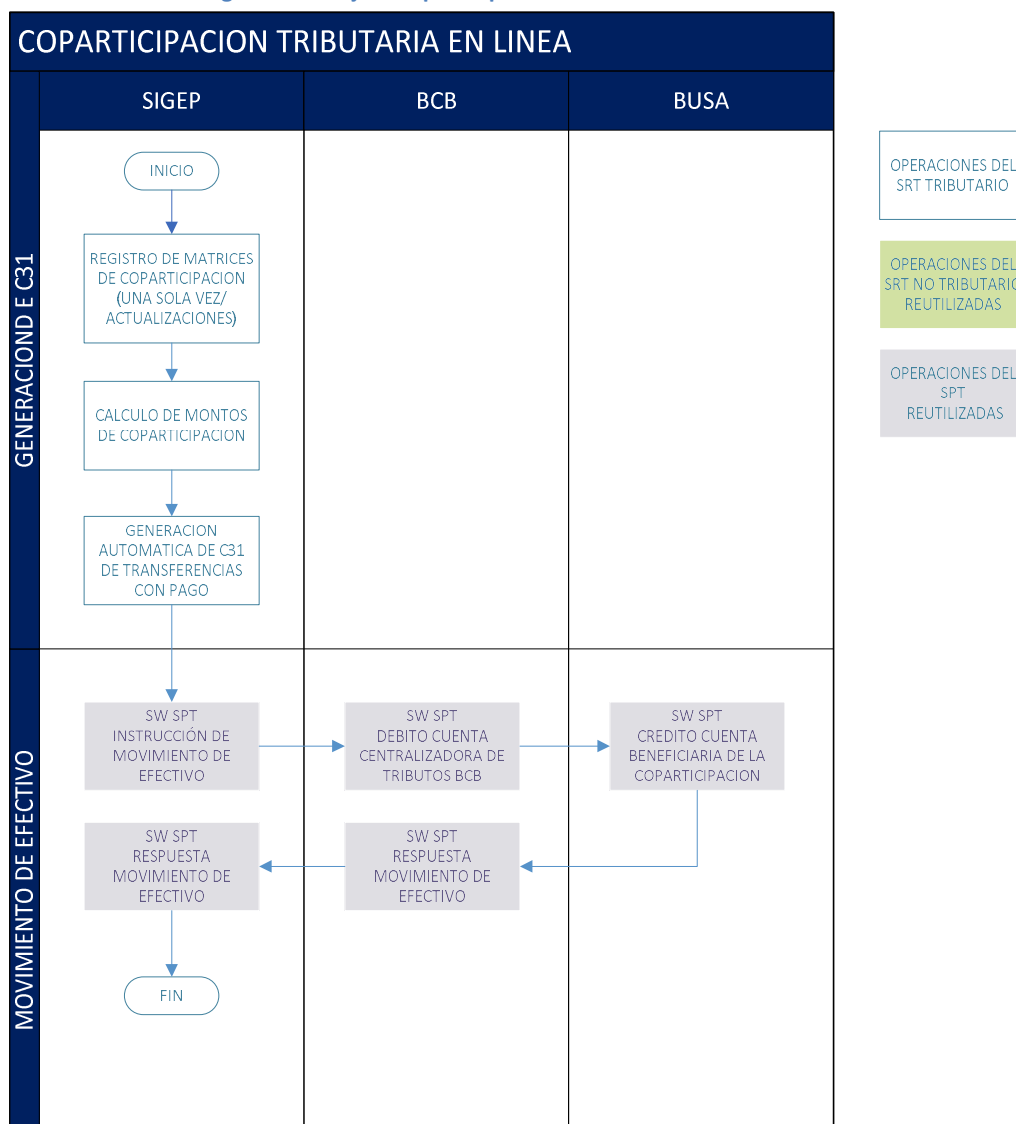 COPARTICIPACION TRIBUTARIA EN LINEA
SIGEP
BCB
BUSA
GENERACIOND E C31
INICIO
REGISTRO DE MATRICES
DE COPARTICIPACION
(UNA SOLA VEZ/
ACTUALIZACIONES)
CALCULO DE MONTOS
DE COPARTICIPACION
GENERACION
AUTOMATICA DE C31
DE TRANSFERENCIAS
CON PAGO
MOVIMIENTO DE EFECTIVO
SW SPT
INSTRUCCIÓN DE
MOVIMIENTO DE
EFECTIVO
SW SPT
DEBITO CUENTA
CENTRALIZADORA DE
TRIBUTOS BCB
SW SPT
CREDITO CUENTA
BENEFICIARIA DE LA
COPARTICIPACION
SW SPT
RESPUESTA
MOVIMIENTO DE
EFECTIVO
SW SPT
RESPUESTA
MOVIMIENTO DE
EFECTIVO
FIN
OPERACIONES DEL
SRT TRIBUTARIO
OPERACIONES DEL
SRT NO TRIBUTARIO
REUTILIZADAS
OPERACIONES DEL
SPT
REUTILIZADAS